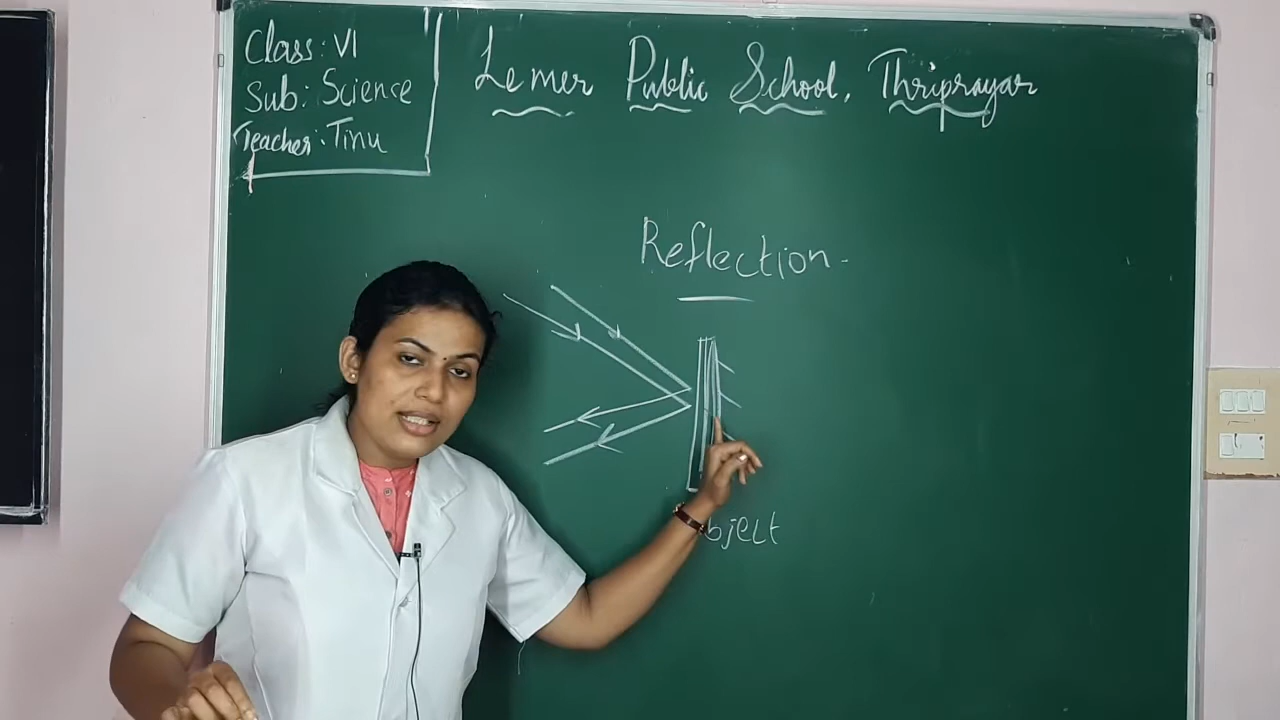 Class: VI
Sub: Science
Teacher: Tinu
Lemer Public School, Thriprayar
Reflection
bject